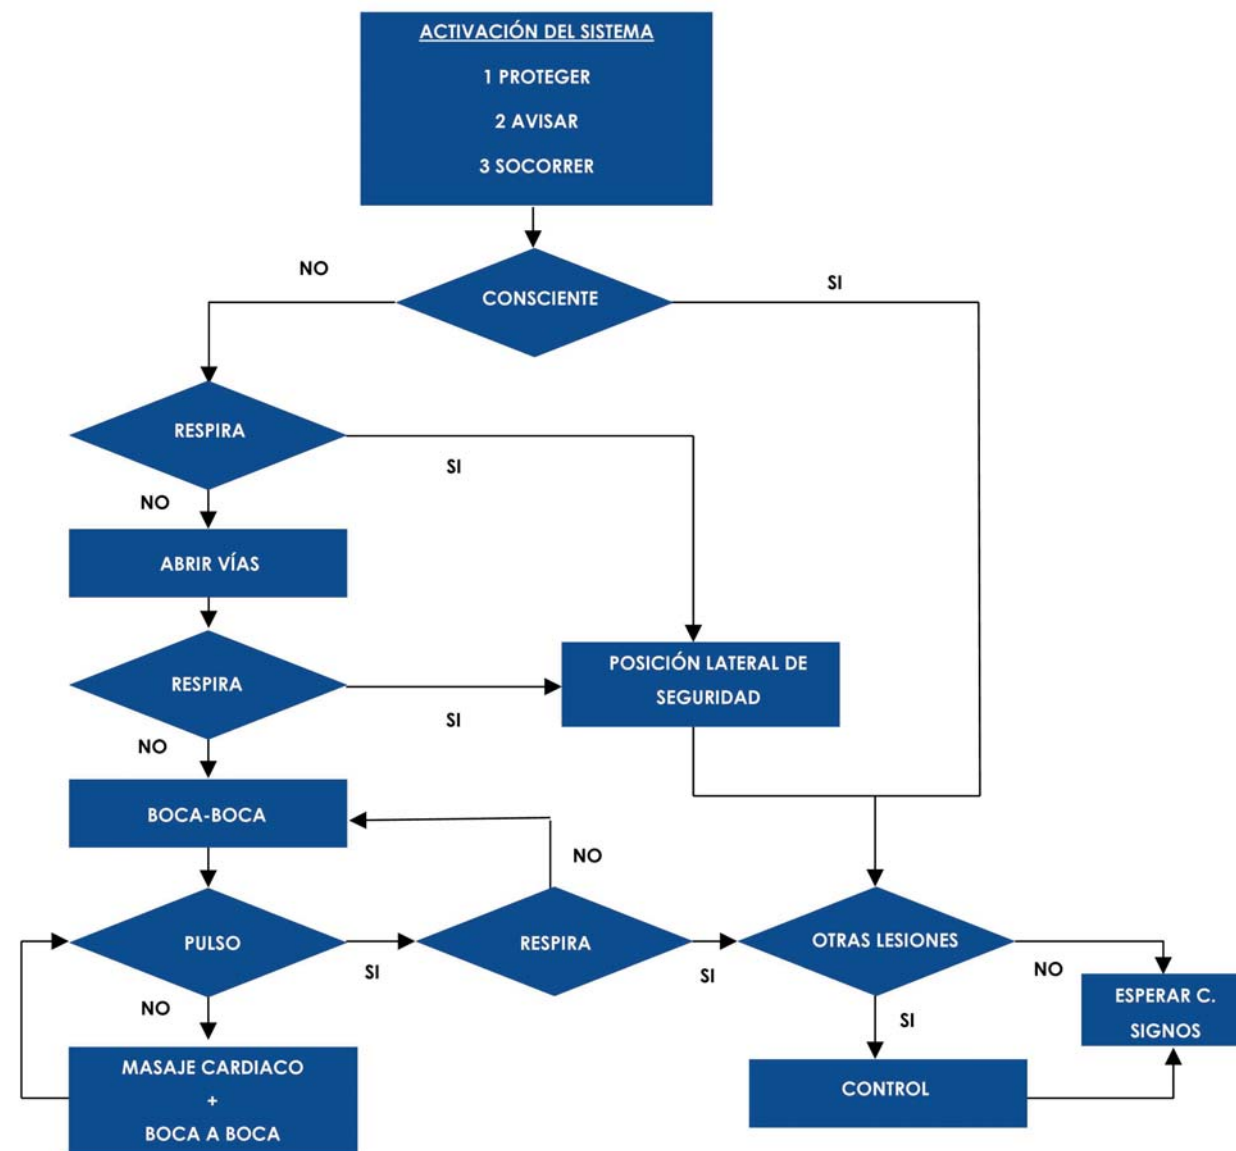 ACTIVACIÓN DEL SISTEMA
1 PROTEGER
2 AVISAR
3 SOCORRER
NO
CONSCIENTE
SI
RESPIRA
SI
NO
ABRIR VÍAS
RESPIRA
SI
POSICIÓN LATERAL DE
SEGURIDAD
NO
BOCA-BOCA
NO
PULSO
SI
RESPIRA
SI
OTRAS LESIONES
NO
ESPERAR C.
SIGNOS
NO
SI
MASAJE CARDIACO
+
BOCA A BOCA
CONTROL